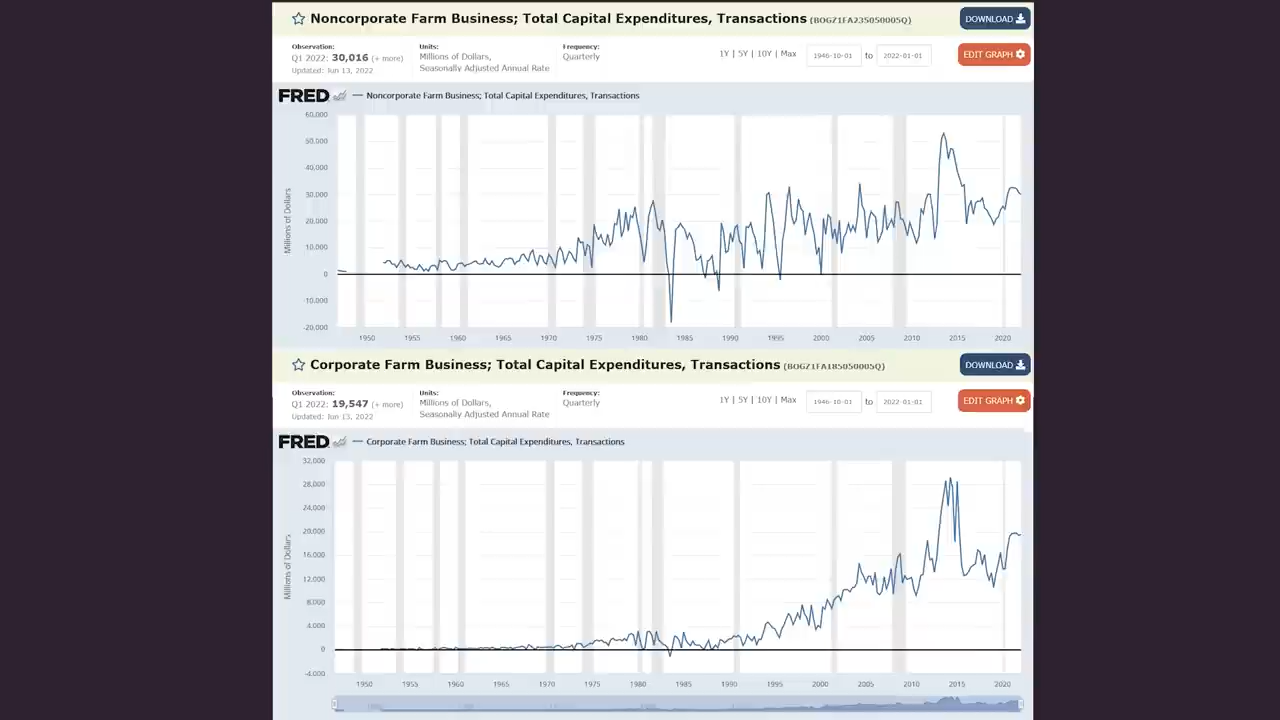 Noncorporate Farm Business; Total Capital Expenditures, Transactions (BOGZ1FA235050005Q)
DOWNLOAD
Observation:
Q1 2022: 30,016 (+ more)
Updated: Jun 13, 2022
Units:
Millions of Dollars,
Seasonally Adjusted Annual Rate
Frequency:
Quarterly
1Y | 5Y | 10Y | Max
1946-10-01 to 2022-01-01
EDIT GRAPH
FRED
Noncorporate Farm Business; Total Capital Expenditures, Transactions
Millions of Dollars
60,000
50,000
40,000
30,000
20,000
10,000
0
-10,000
-20,000
1950 1955 1960 1965 1970 1975 1980 1985 1990 1995 2000 2005 2010 2015 2020
Corporate Farm Business; Total Capital Expenditures, Transactions (BOGZ1FA185050005Q)
DOWNLOAD
Observation:
Q1 2022: 19,547 (+ more)
Updated: Jun 13, 2022
Units:
Millions of Dollars,
Seasonally Adjusted Annual Rate
Frequency:
Quarterly
1Y | 5Y | 10Y | Max
1946-10-01 to 2022-01-01
EDIT GRAPH
FRED
Corporate Farm Business; Total Capital Expenditures, Transactions
Millions of Dollars
32,000
28,000
24,000
20,000
16,000
12,000
8,000
4,000
0
-4,000
1950 1955 1960 1965 1970 1975 1980 1985 1990 1995 2000 2005 2010 2015 2020